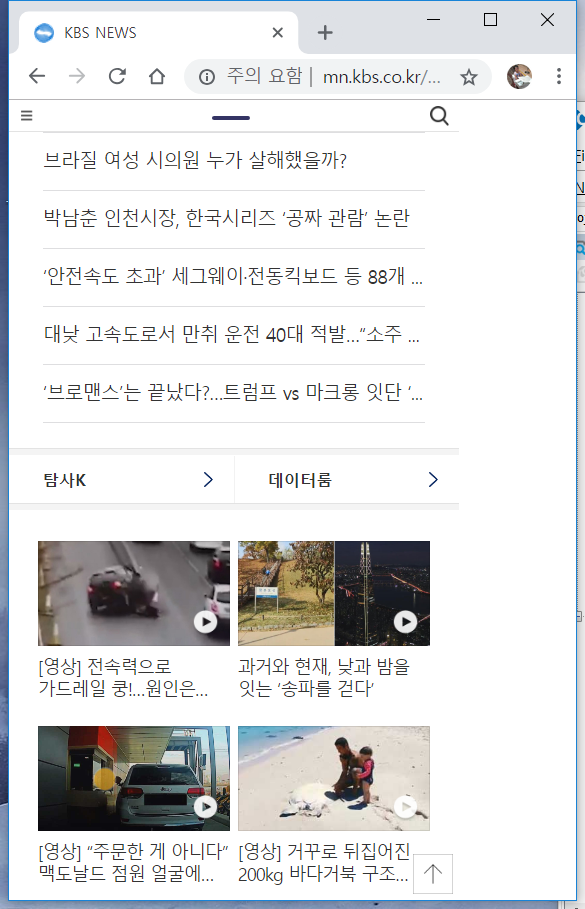 KBS NEWS
주의 요함 | mn.kbs.co.kr/...
브라질 여성 시의원 누가 살해했을까?
박남춘 인천시장, 한국시리즈 ‘공짜 관람’ 논란
‘안전속도 초과’ 세그웨이·전동킥보드 등 88개 ...
대낮 고속도로서 만취 운전 40대 적발…“소주 ...
‘브로맨스’는 끝났다?…트럼프 vs 마크롱 잇단 ‘...
탐사K
데이터룸
[영상] 전속력으로
가드레일 쿵!…원인은...
과거와 현재, 낮과 밤을
잇는 ‘송파를 걷다’
[영상] “주문한 게 아니다”
맥도날드 점원 얼굴에...
[영상] 거꾸로 뒤집어진
200kg 바다거북 구조...